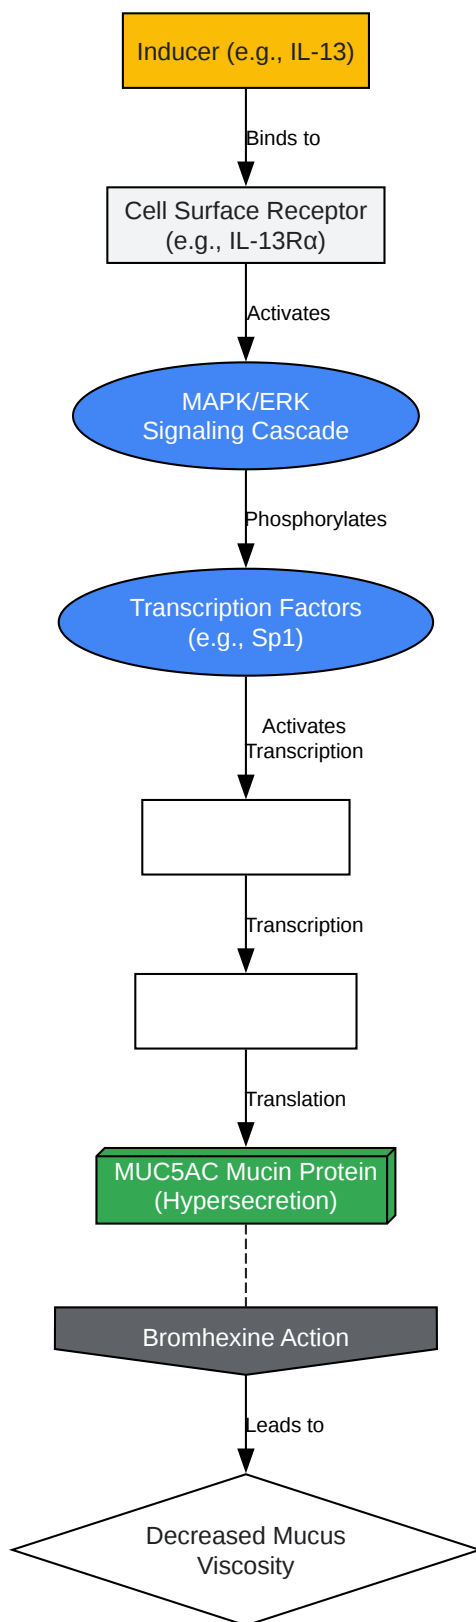 Inducer (e.g., IL-13)
Binds to
Cell Surface Receptor
(e.g., IL-13Rα)
Activates
MAPK/ERK
Signaling Cascade
Phosphorylates
Transcription Factors
(e.g., Sp1)
Activates
Transcription
Transcription
Translation
MUC5AC Mucin Protein
(Hypersecretion)
Bromhexine Action
Leads to
Decreased Mucus
Viscosity